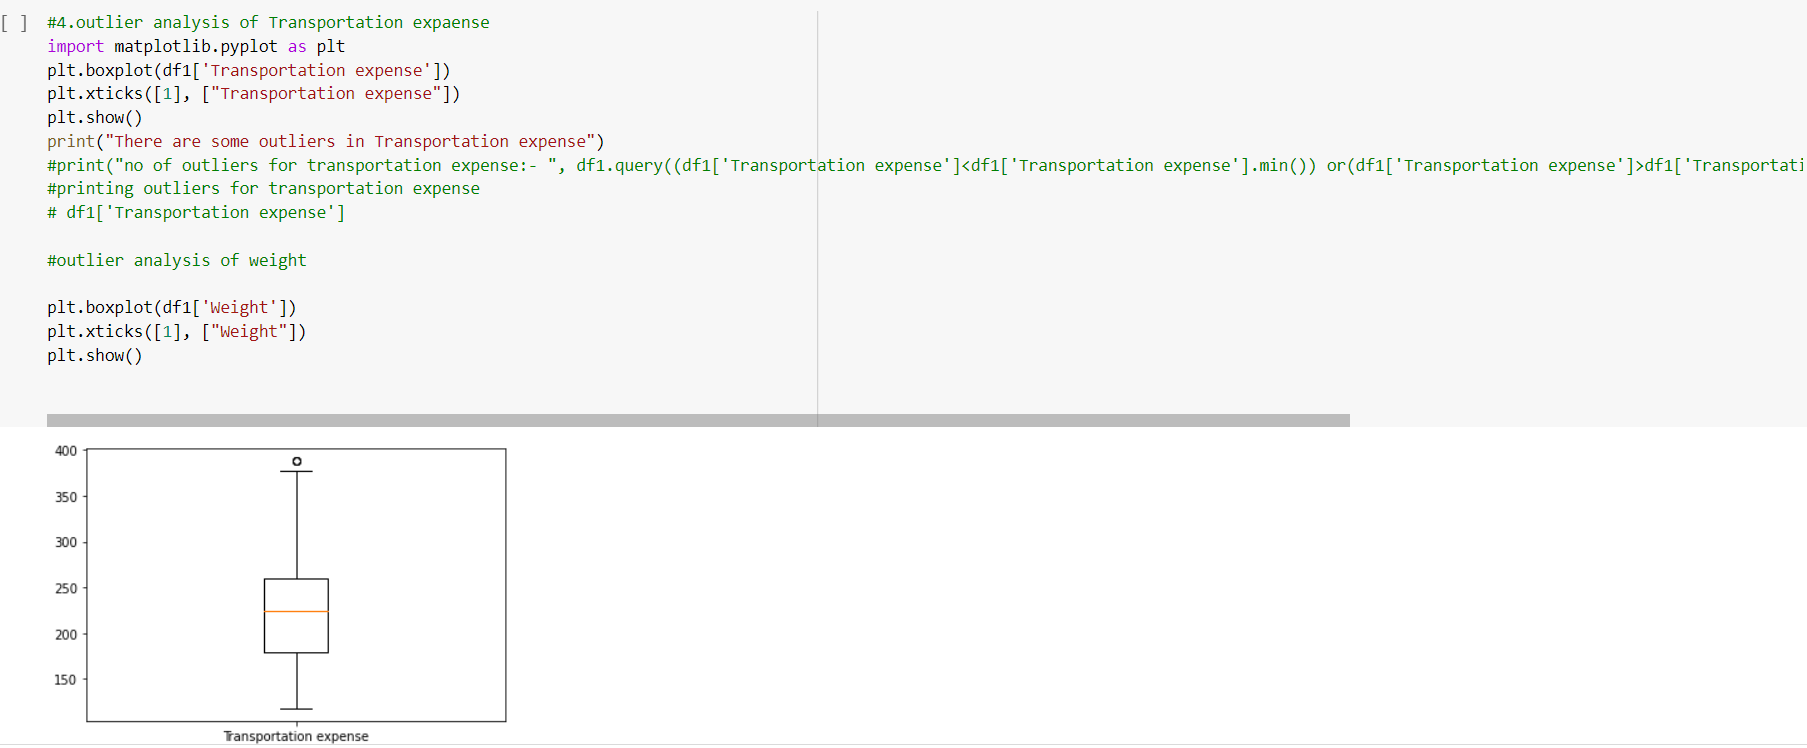 [ ] #4.outlier analysis of Transportation expaense
import matplotlib.pyplot as plt
plt.boxplot(df1['Transportation expense'])
plt.xticks([1], ["Transportation expense"])
plt.show()
print("There are some outliers in Transportation expense")
#print("no of outliers for transportation expense:- ", df1.query((df1['Transportation expense']<df1['Transportation expense'].min()) or(df1['Transportation expense']>df1['Transportati
#printing outliers for transportation expense
# df1['Transportation expense']
#outlier analysis of weight
plt.boxplot(df1['Weight'])
plt.xticks([1], ["Weight"])
plt.show()
400
350
300
250
200
150
Transportation expense